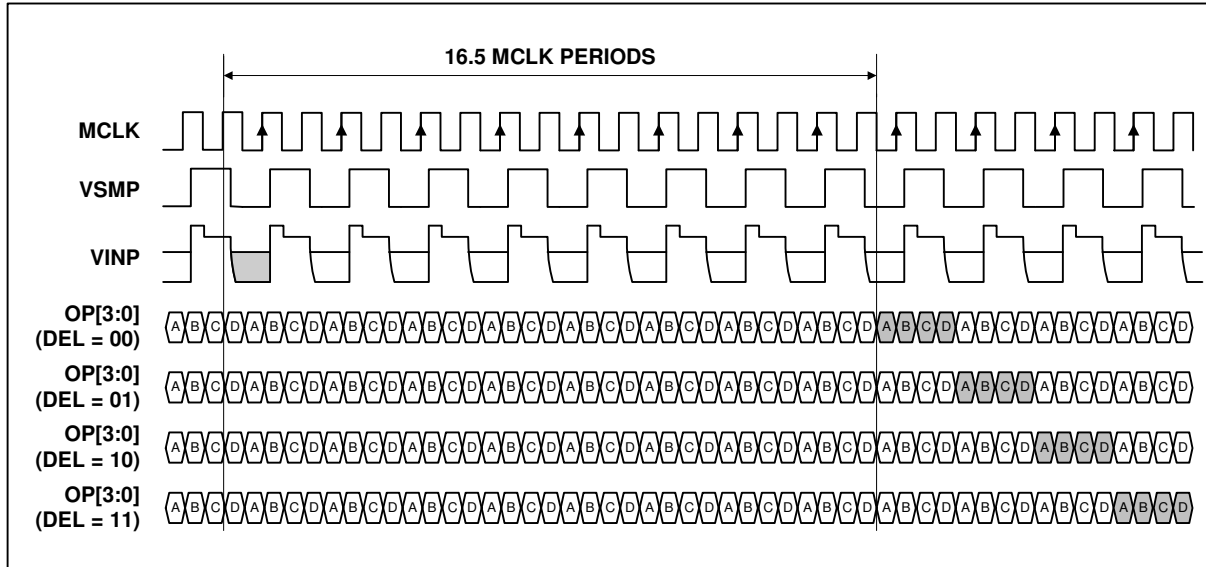 16.5 MCLK PERIODS
MCLK
VSMP
VINP
OP[3:0]
(DEL = 00)
A B C D A B C D A B C D A B C D A B C D A B C D A B C D A B C D A B C D A B C D A B C D A B C D A B C D
OP[3:0]
(DEL = 01)
A B C D A B C D A B C D A B C D A B C D A B C D A B C D A B C D A B C D A B C D A B C D A B C D A B C D
OP[3:0]
(DEL = 10)
A B C D A B C D A B C D A B C D A B C D A B C D A B C D A B C D A B C D A B C D A B C D A B C D A B C D
OP[3:0]
(DEL = 11)
A B C D A B C D A B C D A B C D A B C D A B C D A B C D A B C D A B C D A B C D A B C D A B C D A B C D